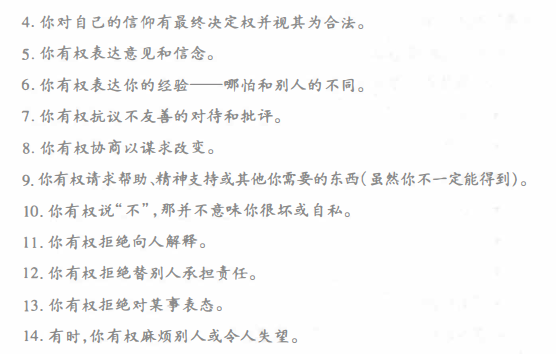 4. 你对自己的信仰有最终决定权并视其为合法。
5. 你有权表达意见和信念。
6. 你有权表达你的经验——哪怕和别人的不同。
7. 你有权抗议不友善的对待和批评。
8. 你有权协商以谋求改变。
9. 你有权请求帮助、精神支持或其他你需要的东西(虽然你不一定能得到)。
10. 你有权说“不”,那并不意味你很坏或自私。
11. 你有权拒绝向人解释。
12. 你有权拒绝替别人承担责任。
13. 你有权拒绝对某事表态。
14. 有时,你有权麻烦别人或令人失望。